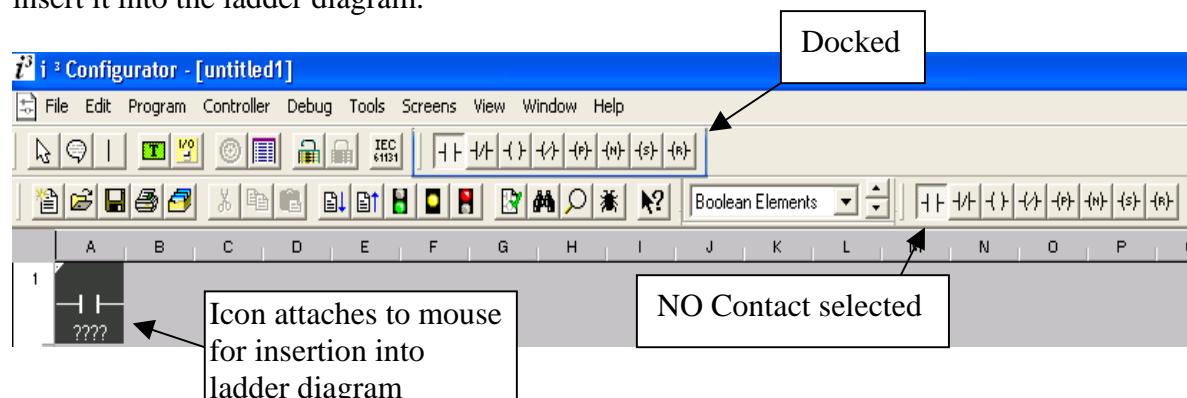 insert it into the ladder diagram.
Docked
i³ i ³ Configurator - [untitled1]
File Edit Program Controller Debug Tools Screens View Window Help
T I/O IEC 61131 (P) (N) (S) (R)
Boolean Elements (P) (N) (S) (R)
A B C D E F G H I J K L M N O P
1
NO Contact selected
????
Icon attaches to mouse
for insertion into
ladder diagram